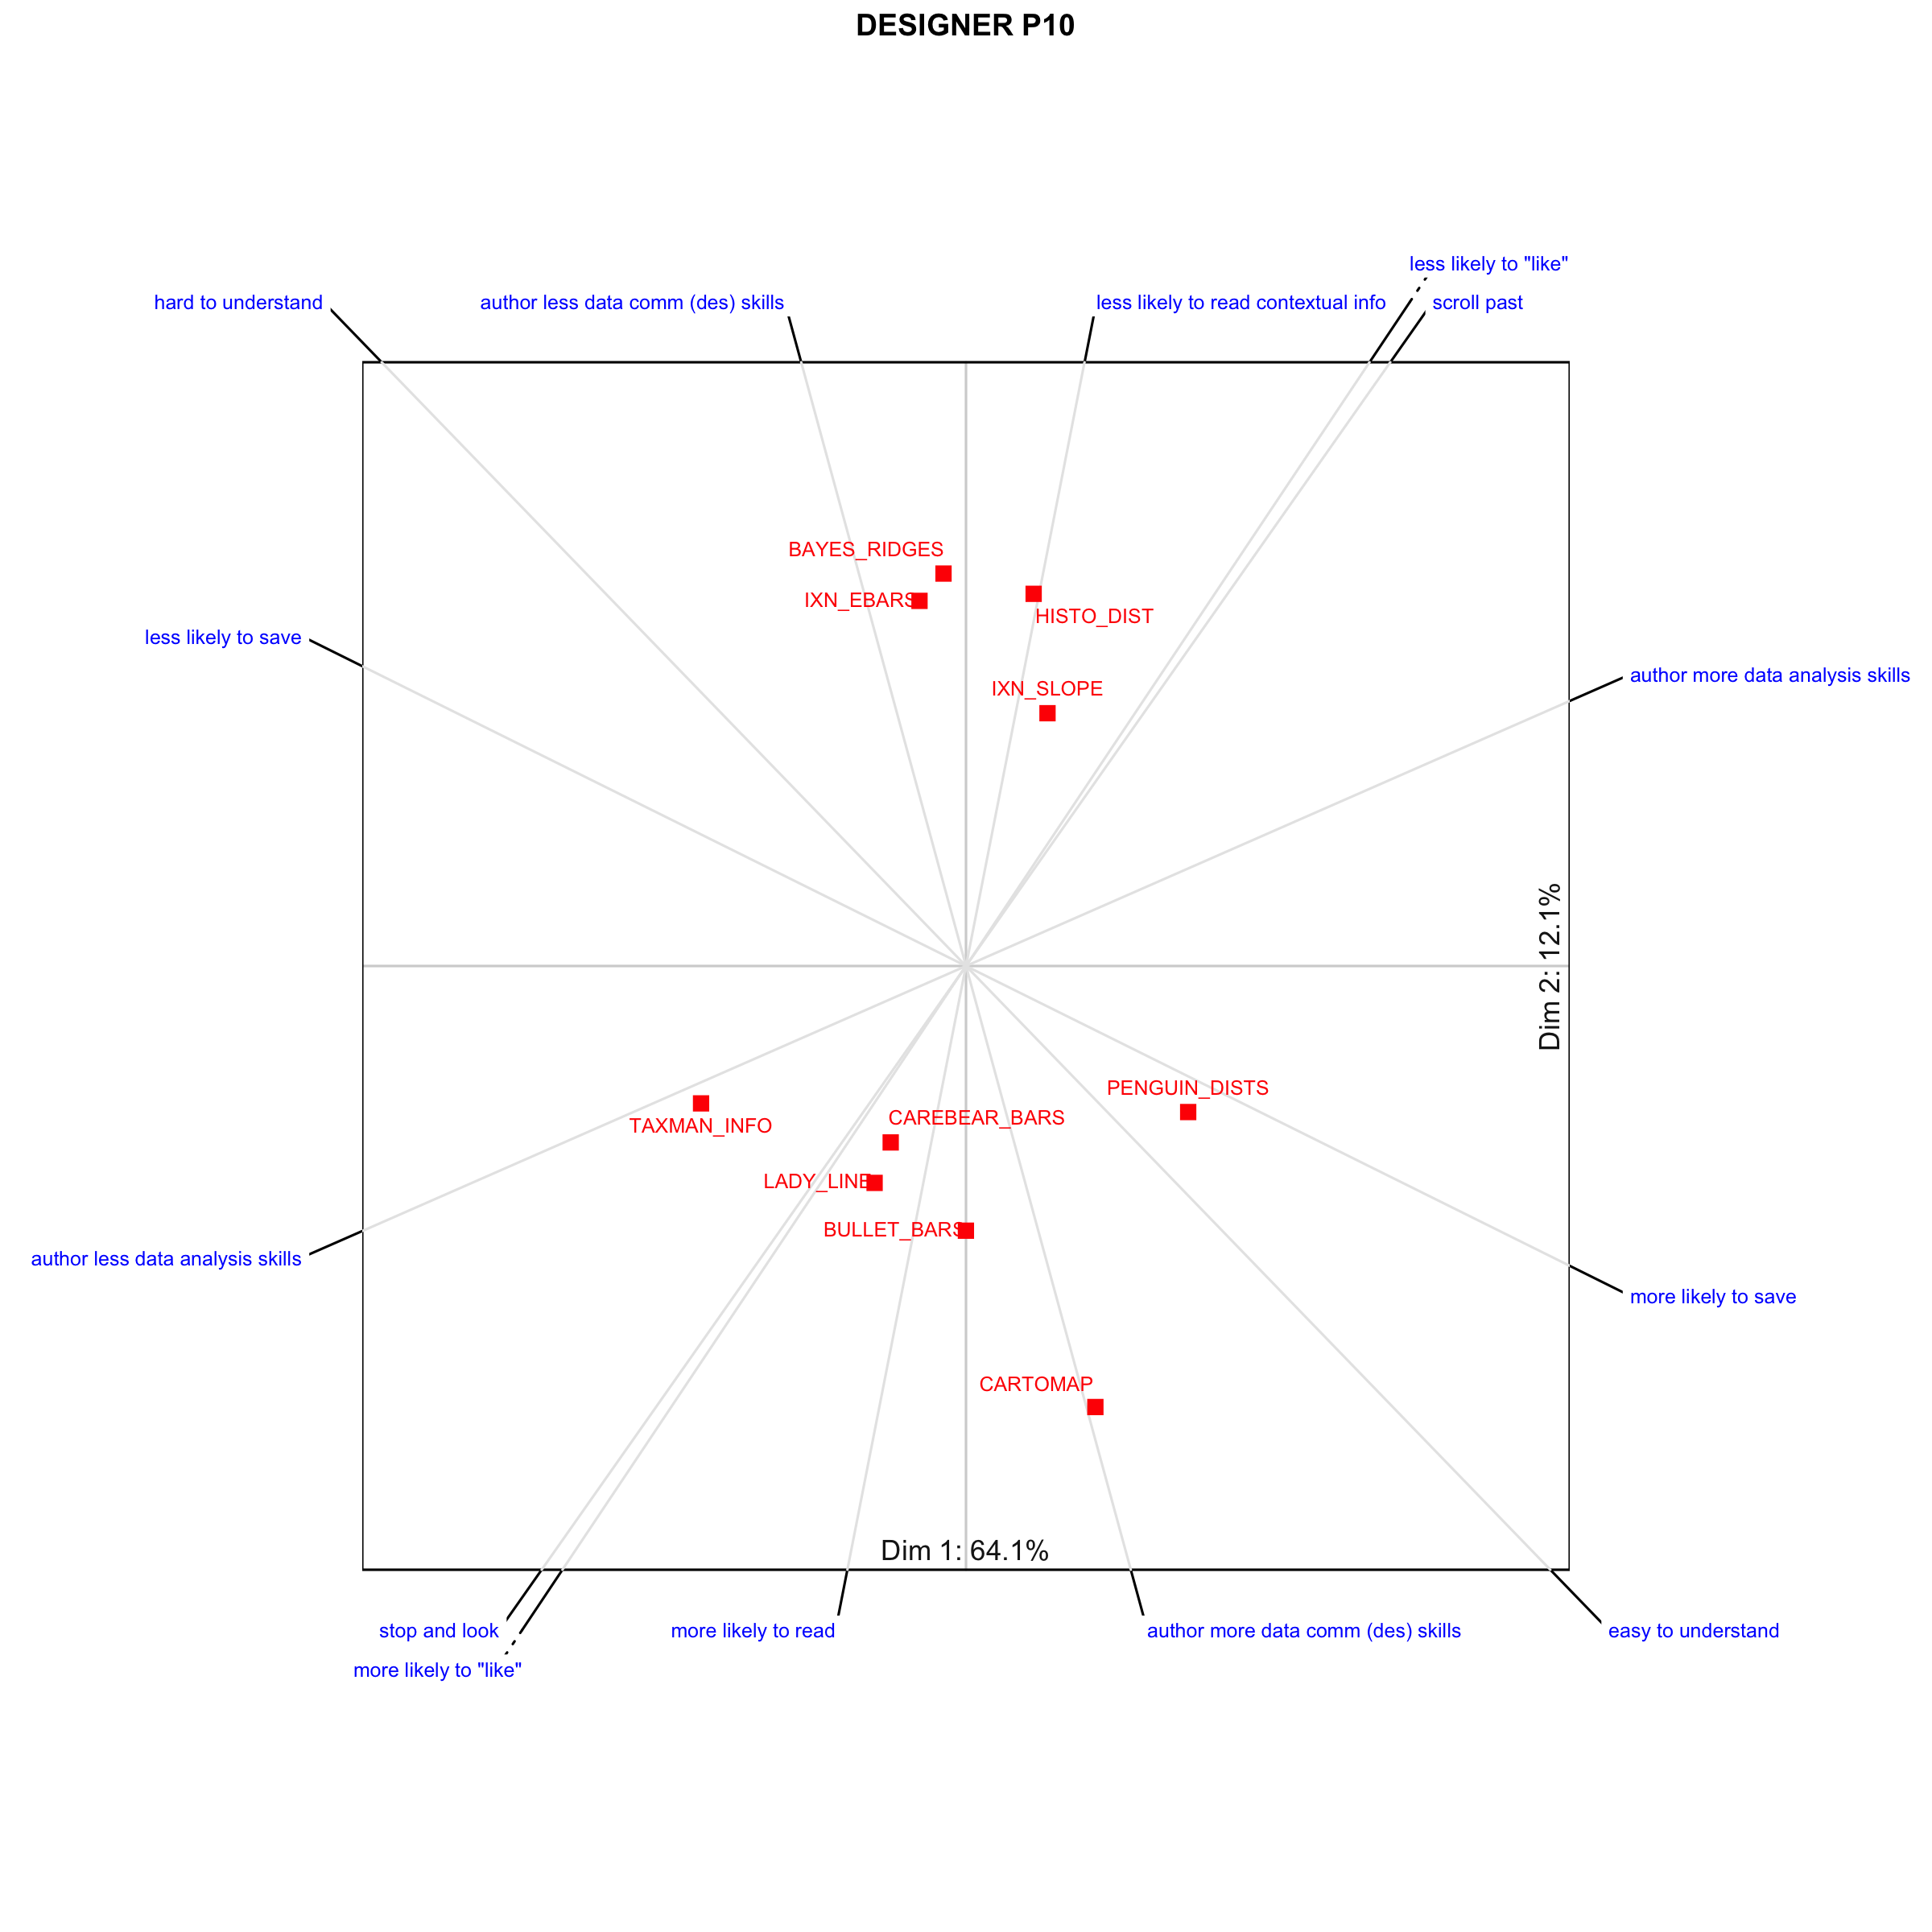 DESIGNER P10
less likely to "like"
hard to understand
author less data comm (des) skills
less likely to read contextual info
scroll past
BAYES_RIDGES
IXN_EBARS
HISTO_DIST
less likely to save
author more data analysis skills
IXN_SLOPE
Dim 2: 12.1%
PENGUIN_DISTS
CAREBEAR_BARS
TAXMAN_INFO
LADY_LINE
BULLET_BARS
author less data analysis skills
more likely to save
CARTOMAP
Dim 1: 64.1%
stop and look
more likely to read
author more data comm (des) skills
easy to understand
more likely to "like"